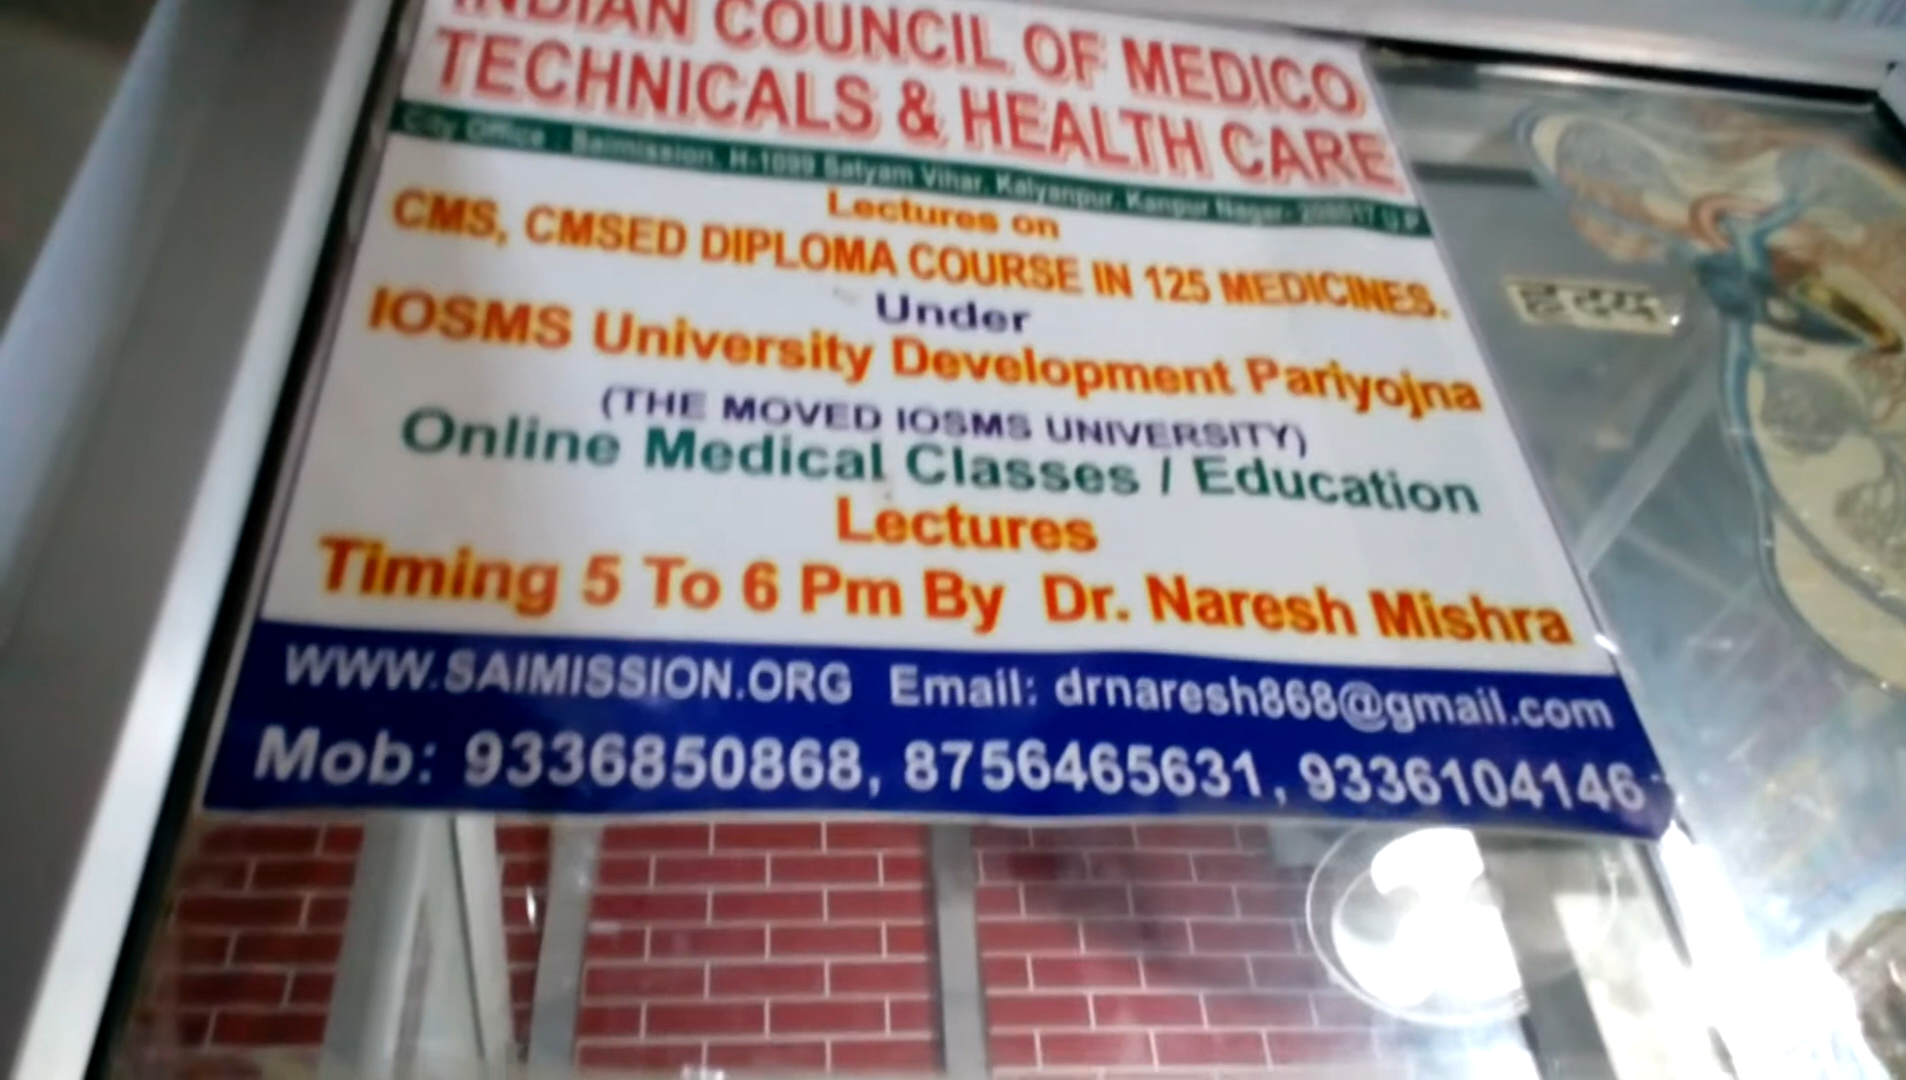 INDIAN COUNCIL OF MEDICO
TECHNICALS & HEALTH CARE
City Office : Saimission, H-1099 Satyam Vihar, Kalyanpur, Kanpur Nagar- 208017 U.P
Lectures on
CMS, CMSED DIPLOMA COURSE IN 125 MEDICINES.
Under
IOSMS University Development Pariyojna
(THE MOVED IOSMS UNIVERSITY)
Online Medical Classes / Education
Lectures
Timing 5 To 6 Pm By Dr. Naresh Mishra
WWW.SAIMISSION.ORG Email: drnaresh868@gmail.com
Mob: 9336850868, 8756465631, 9336104146
हृदय